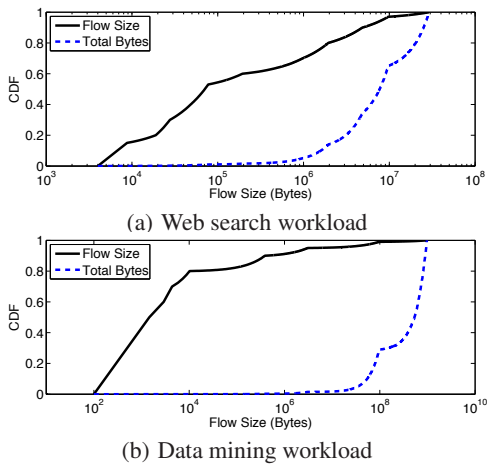 1
0.8
0.6
0.4
0.2
0
CDF
Flow Size
Total Bytes
10^3 10^4 10^5 10^6 10^7 10^8
Flow Size (Bytes)
(a) Web search workload
1
0.8
0.6
0.4
0.2
0
CDF
Flow Size
Total Bytes
10^2 10^4 10^6 10^8 10^10
Flow Size (Bytes)
(b) Data mining workload